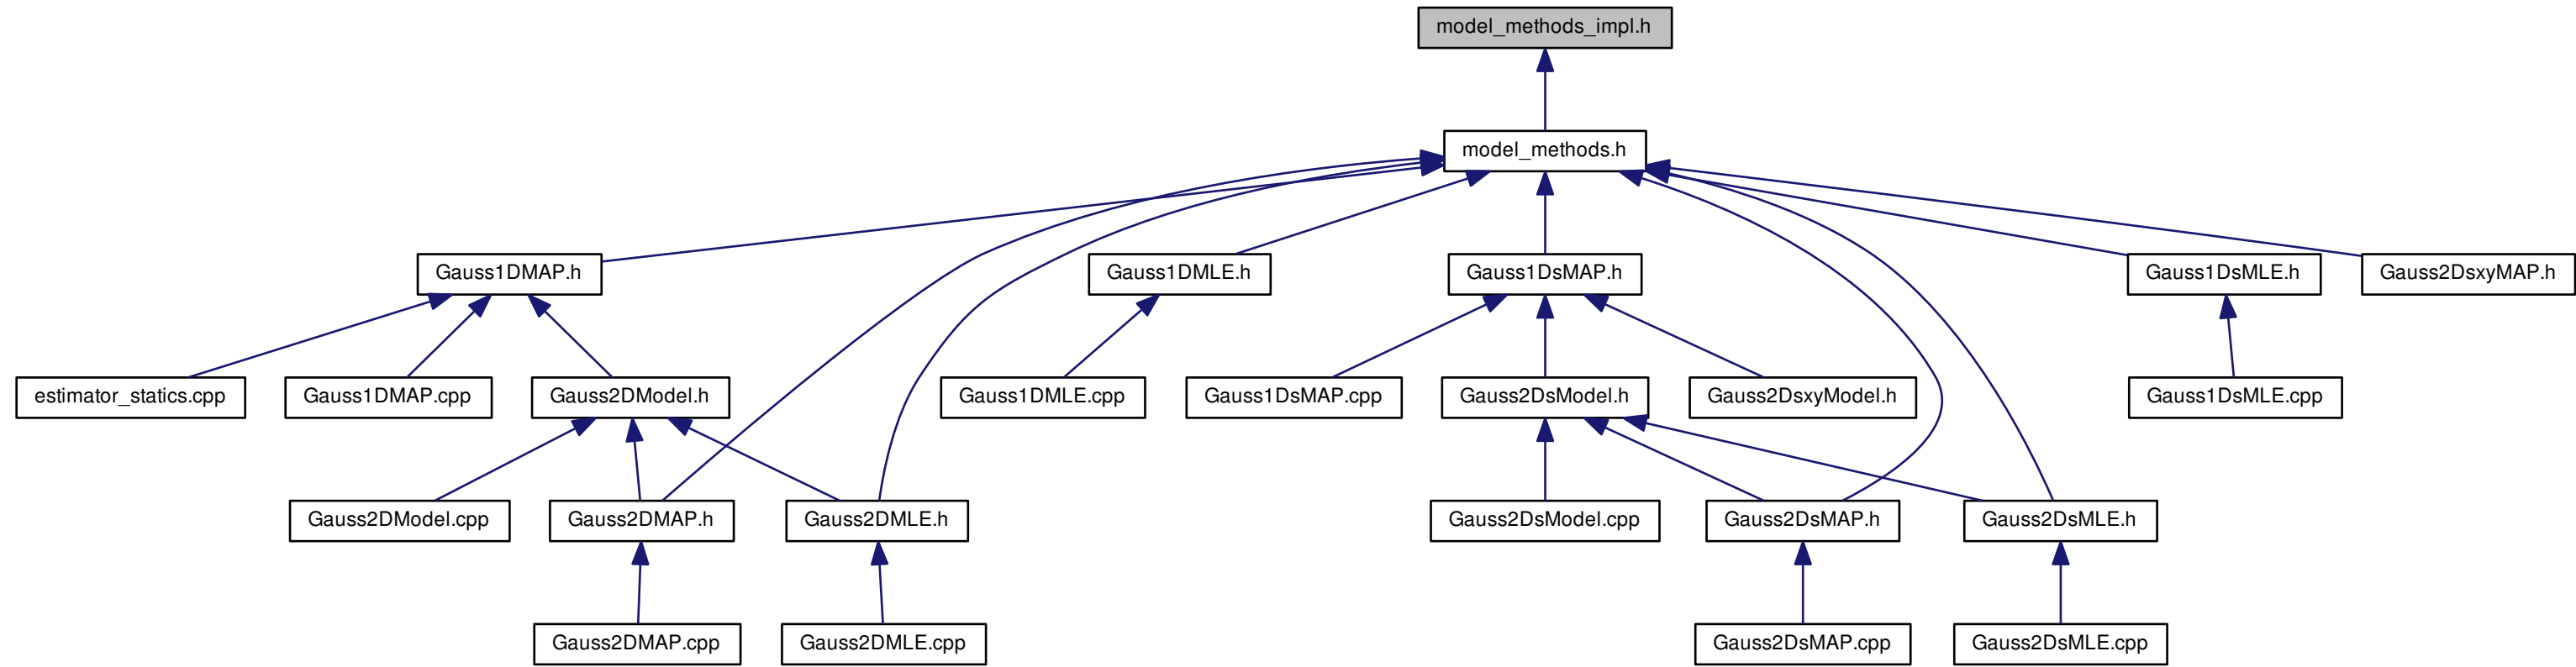 model_methods_impl.h
model_methods.h
Gauss1DMAP.h
Gauss1DMLE.h
Gauss1DsMAP.h
Gauss1DsMLE.h
Gauss2DsxyMAP.h
estimator_statics.cpp
Gauss1DMAP.cpp
Gauss2DModel.h
Gauss1DMLE.cpp
Gauss1DsMAP.cpp
Gauss2DsModel.h
Gauss2DsxyModel.h
Gauss1DsMLE.cpp
Gauss2DModel.cpp
Gauss2DMAP.h
Gauss2DMLE.h
Gauss2DsModel.cpp
Gauss2DsMAP.h
Gauss2DsMLE.h
Gauss2DMAP.cpp
Gauss2DMLE.cpp
Gauss2DsMAP.cpp
Gauss2DsMLE.cpp